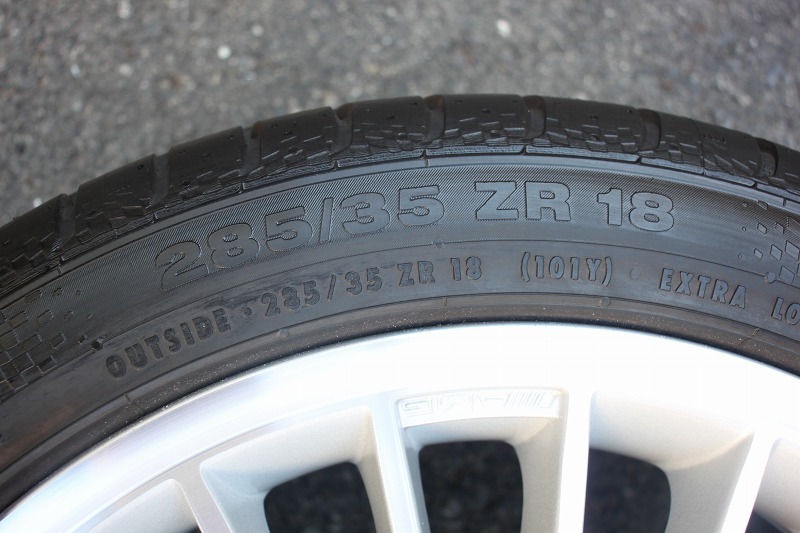 285/35 ZR 18
OUTSIDE · 285/35 ZR 18 (101Y) · EXTRA LO